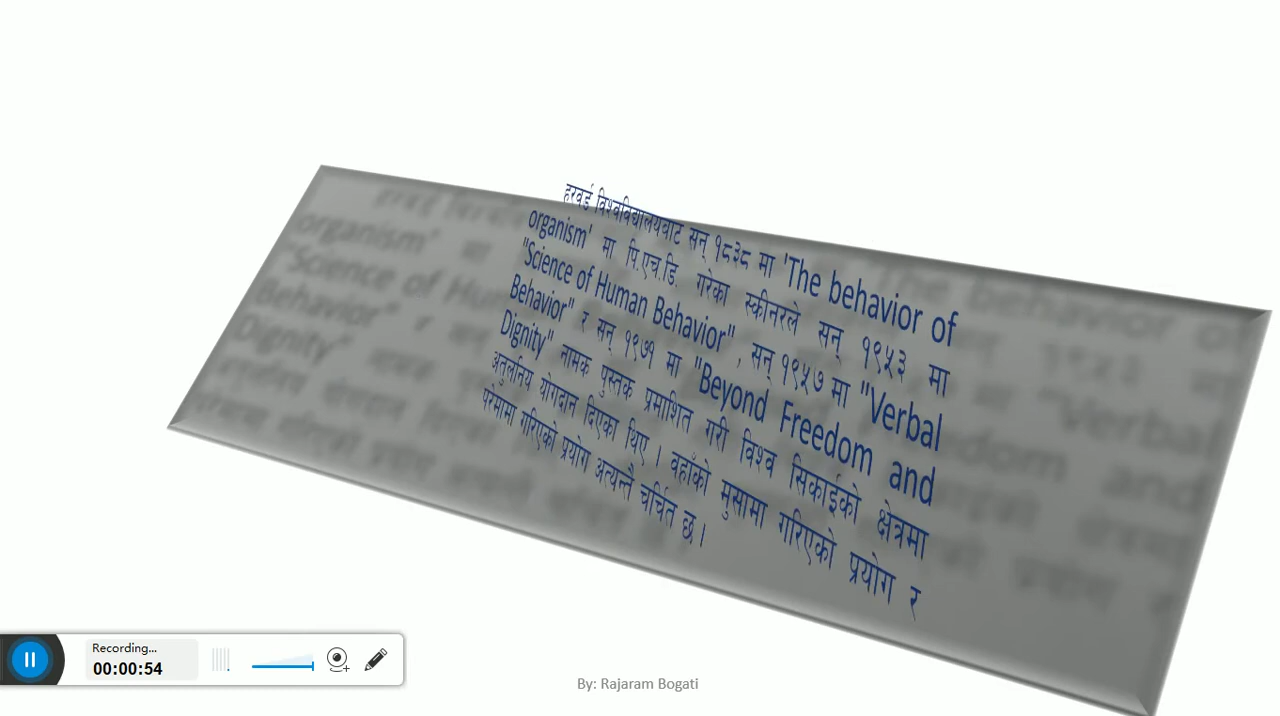 हरवर्ड विश्वविद्यालयबाट सन् १९३८ मा 'The behavior of
organism' मा पि.एच.डि. गरेका स्कीनरले सन् १९५३ मा
"Science of Human Behavior", सन् १९५७ मा "Verbal
Behavior" र सन् १९७१ मा "Beyond Freedom and
Dignity" नामक पुस्तक प्रमाशित गरी विश्व सिकाईको क्षेत्रमा
अतुलनिय योगदान दिएका थिए । वहाँको मुसामा गरिएको प्रयोग र
परेमामा गरिएको प्रयोग अत्यन्तै चर्चित छ ।
Recording...
00:00:54
By: Rajaram Bogati